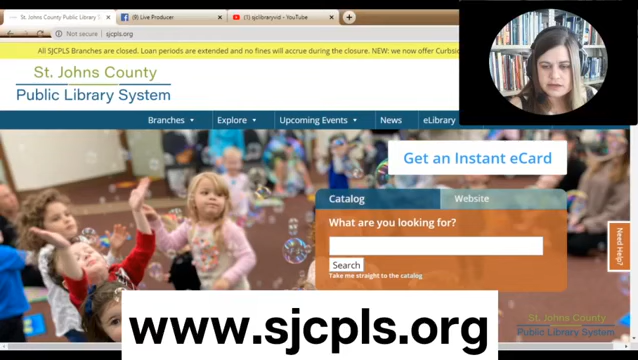 St. Johns County Public Library S
(8) Live Producer
(1) sjclibraryvid - YouTube
Not secure | sjcpls.org
All SJCPLS Branches are closed. Loan periods are extended and no fines will accrue during the closure. NEW: we now offer Curbsid
St. Johns County
Public Library System
Branches Explore Upcoming Events News eLibrary
Get an Instant eCard
Catalog Website
What are you looking for?
Search
Take me straight to the catalog
Need Help?
St. Johns County
Public Library System
www.sjcpls.org